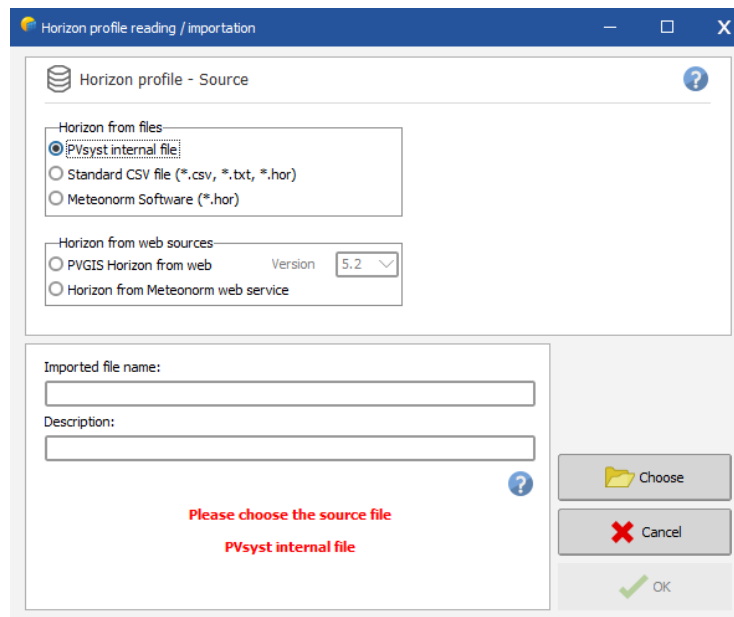 Horizon profile reading / importation
Horizon profile - Source
Horizon from files
PVsyst internal file
Standard CSV file (*.csv, *.txt, *.hor)
Meteonorm Software (*.hor)
Horizon from web sources
PVGIS Horizon from web Version 5.2
Horizon from Meteonorm web service
Imported file name:
Description:
Please choose the source file
PVsyst internal file
Choose
Cancel
OK